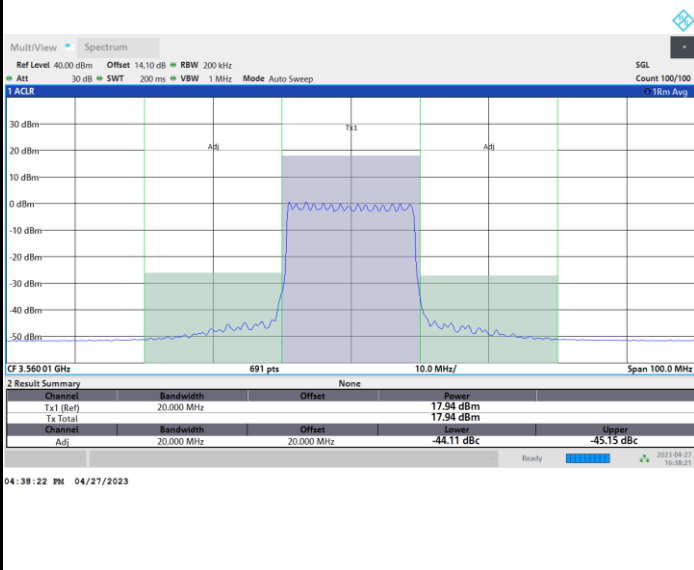 MultiView Spectrum
Ref Level 40.00 dBm Offset 14.10 dB RBW 200 kHz SGL
Att 30 dB SWT 200 ms VBW 1 MHz Mode Auto Sweep Count 100/100
1 ACLR 1Rm Avg
30 dBm
Tx1
20 dBm
Adj Adj
10 dBm
0 dBm
-10 dBm
-20 dBm
-30 dBm
-40 dBm
-50 dBm
CF 3.56001 GHz 691 pts 10.0 MHz/ Span 100.0 MHz
2 Result Summary None
Channel Bandwidth Offset Power
Tx1 (Ref) 20.000 MHz 17.94 dBm
Tx Total 17.94 dBm
Channel Bandwidth Offset Lower Upper
Adj 20.000 MHz 20.000 MHz -44.11 dBc -45.15 dBc
Ready 2023-04-27
16:38:21
04:38:22 PM 04/27/2023